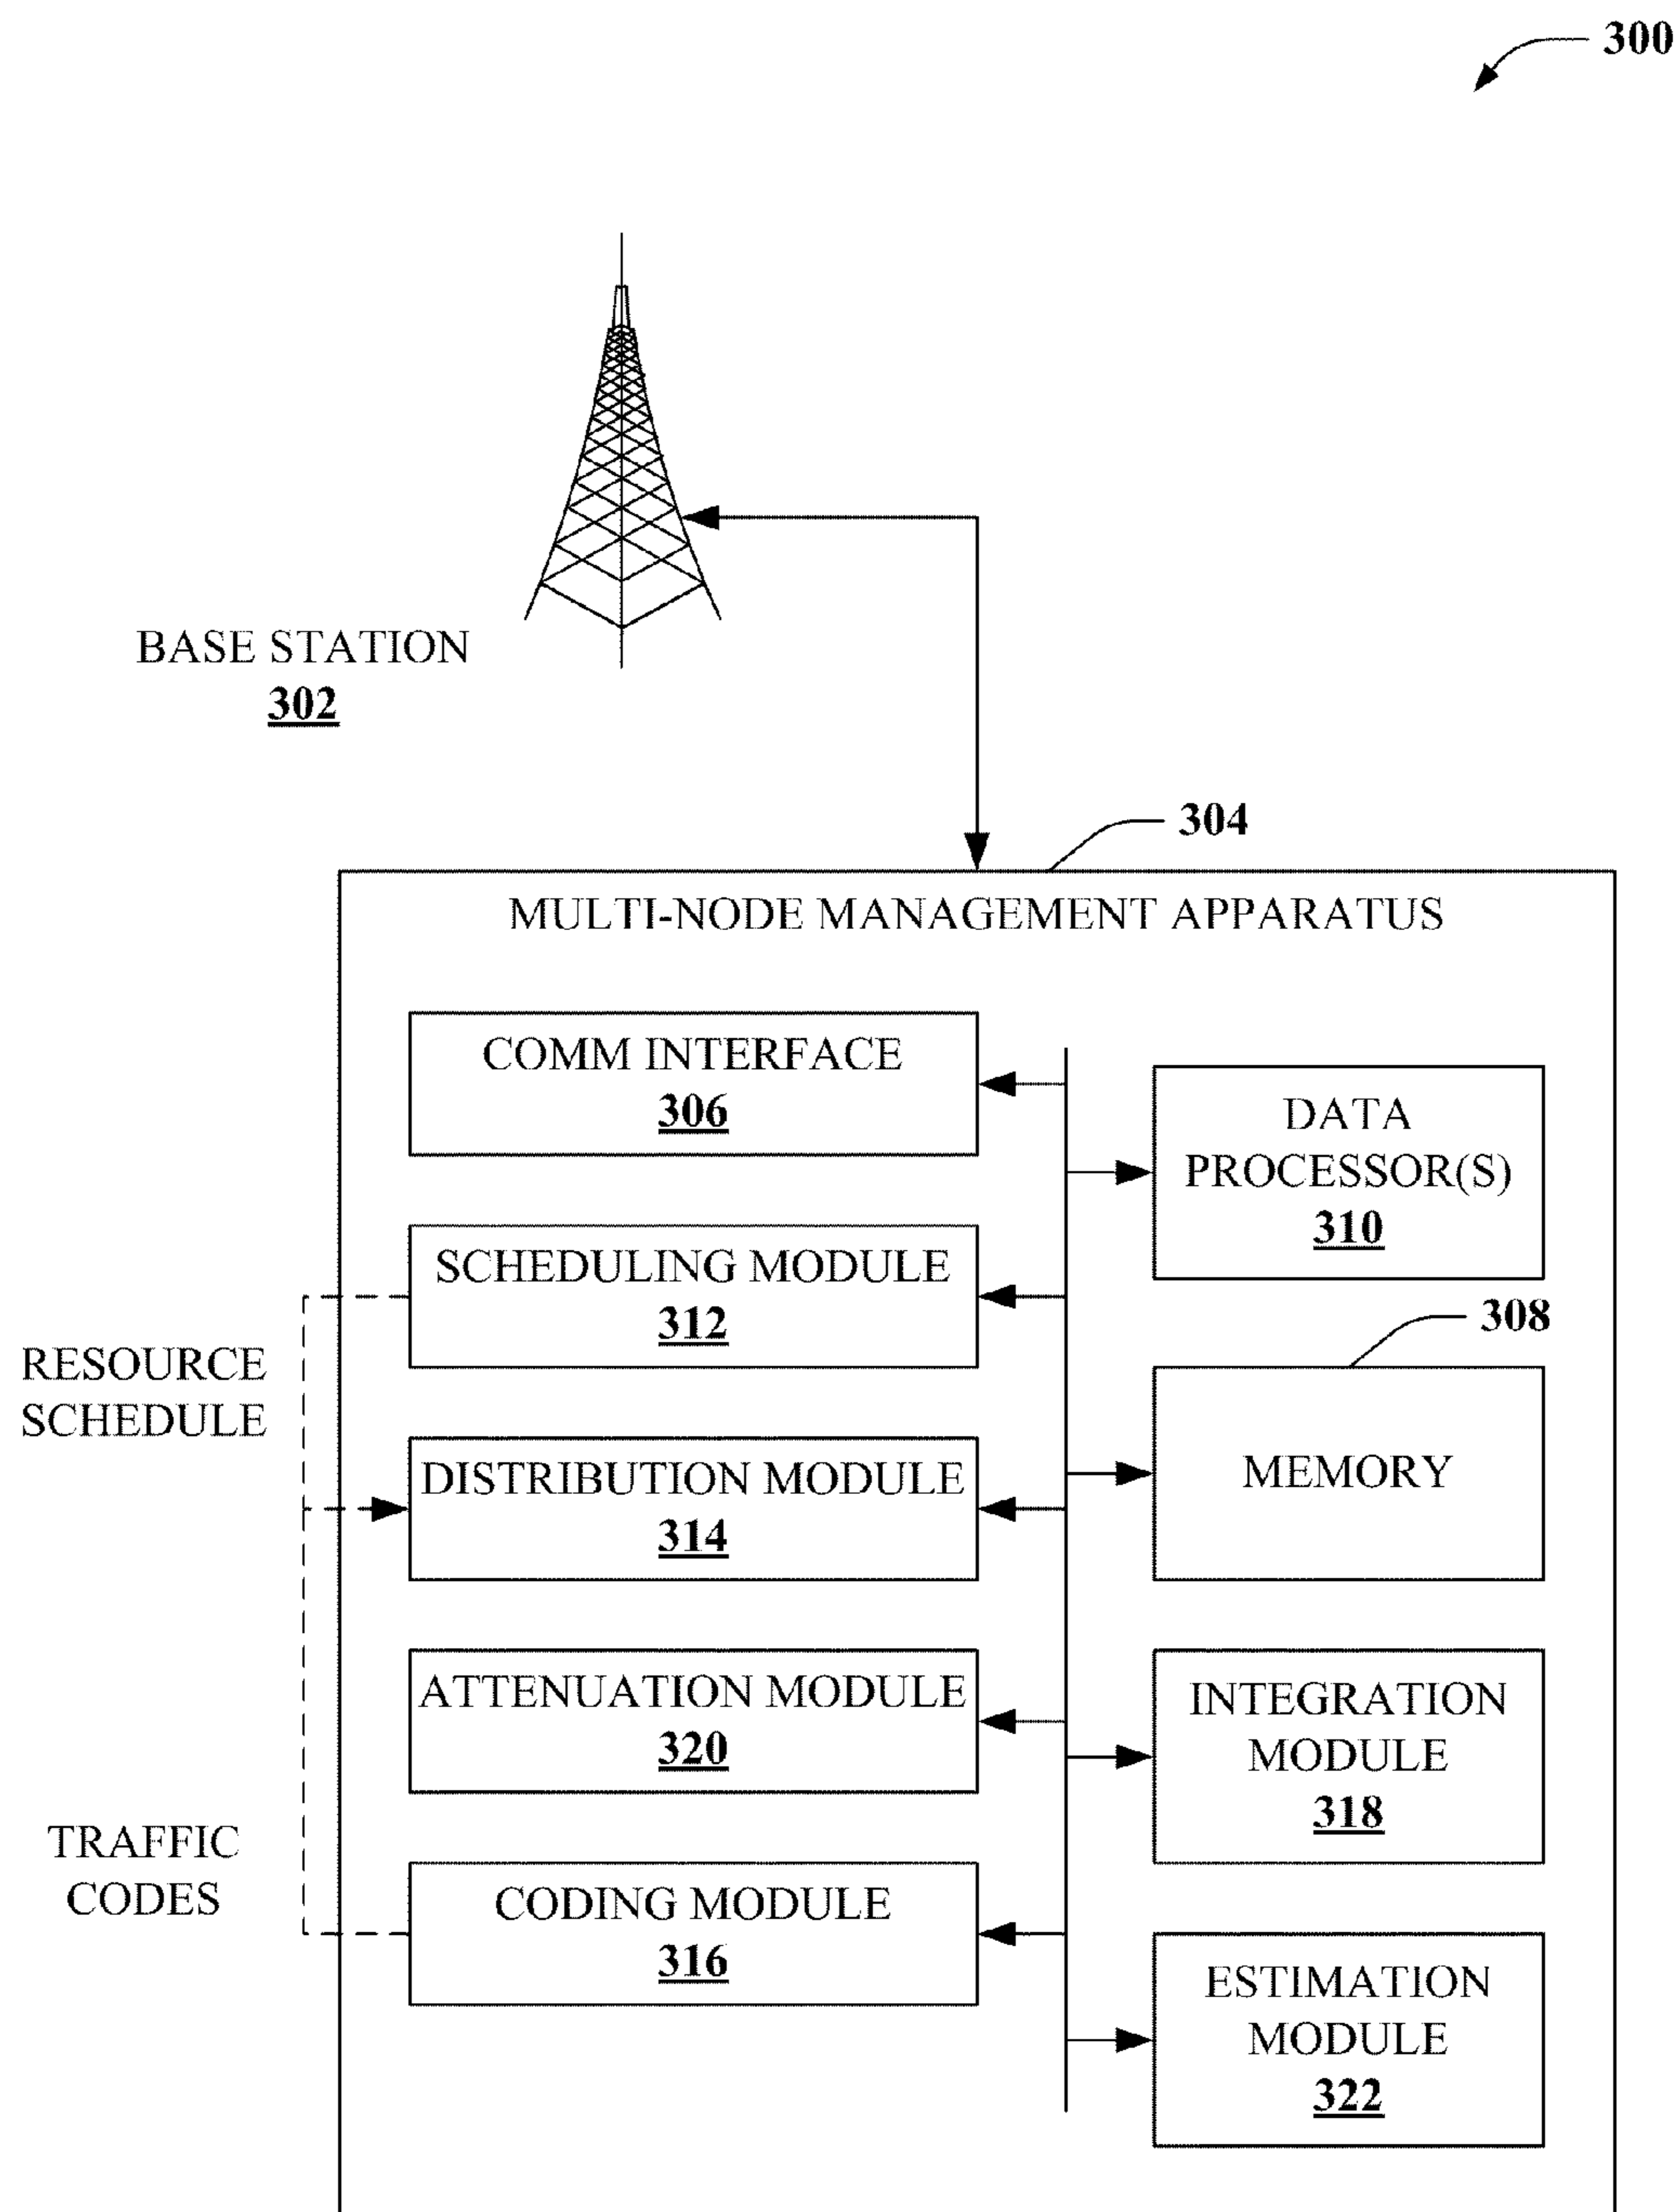 300
BASE STATION
302
304
MULTI-NODE MANAGEMENT APPARATUS
COMM INTERFACE
306
DATA
PROCESSOR(S)
310
SCHEDULING MODULE
312
308
RESOURCE
SCHEDULE
MEMORY
DISTRIBUTION MODULE
314
ATTENUATION MODULE
320
INTEGRATION
MODULE
318
TRAFFIC
CODES
CODING MODULE
316
ESTIMATION
MODULE
322